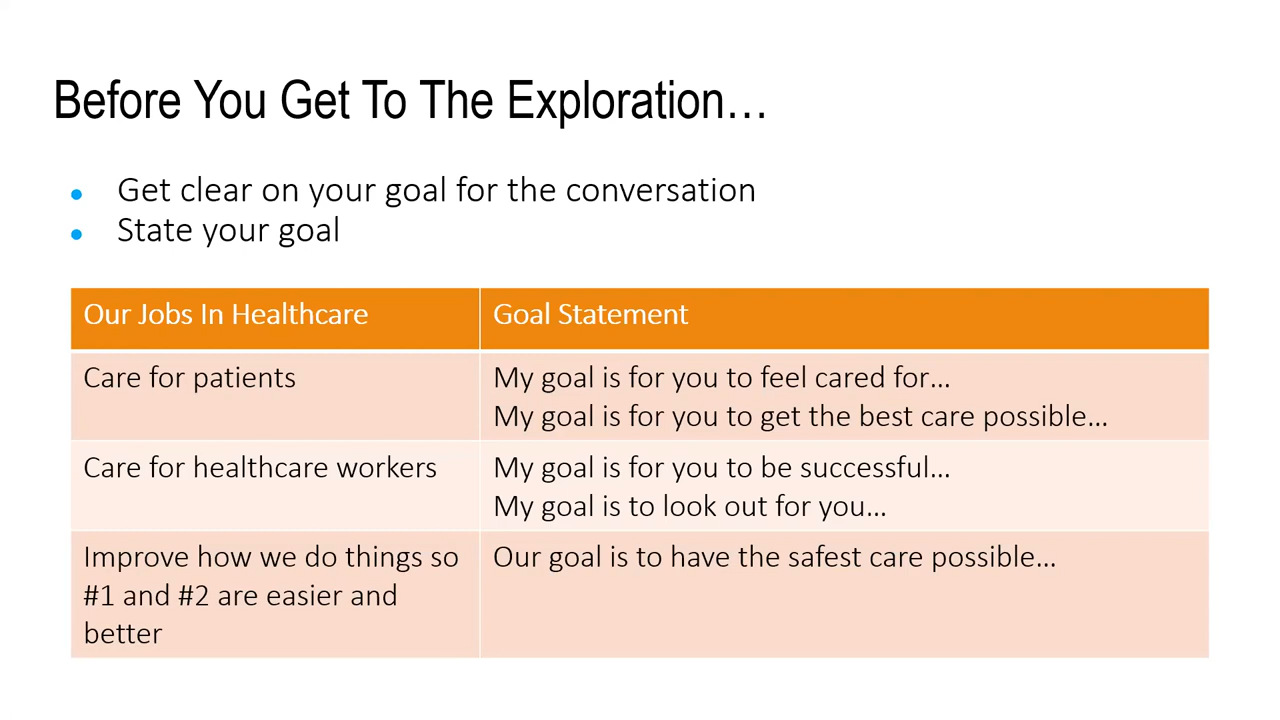 Before You Get To The Exploration…
● Get clear on your goal for the conversation
● State your goal
Our Jobs In Healthcare
Goal Statement
Care for patients
My goal is for you to feel cared for…
My goal is for you to get the best care possible…
Care for healthcare workers
My goal is for you to be successful…
My goal is to look out for you…
Improve how we do things so
#1 and #2 are easier and
better
Our goal is to have the safest care possible…